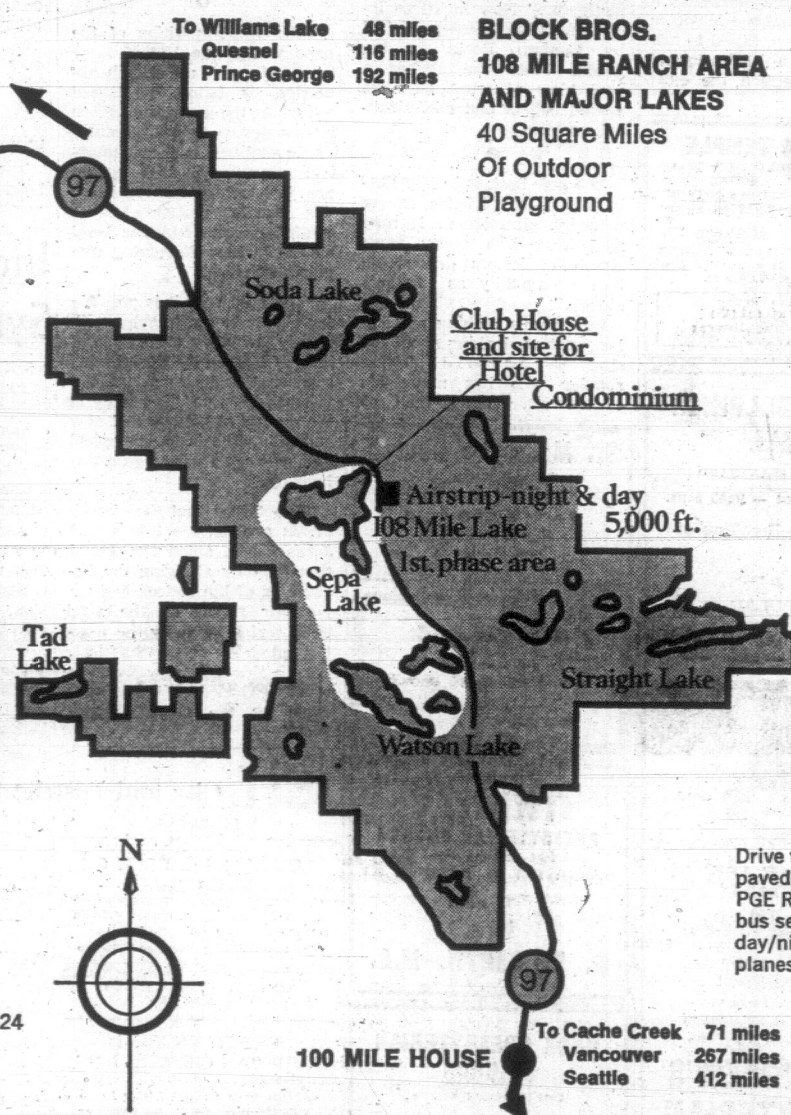 To Williams Lake 48 miles
Quesnel 116 miles
Prince George 192 miles
BLOCK BROS.
108 MILE RANCH AREA
AND MAJOR LAKES
40 Square Miles
Of Outdoor
Playground
97
Soda Lake
Club House
and site for
Hotel
Condominium
Airstrip-night & day
5,000 ft.
108 Mile Lake
1st. phase area
Sepa
Lake
Tad
Lake
Straight Lake
Watson Lake
N
Drive
paved
PGE R
bus se
day/ni
planes
97
24
To Cache Creek 71 miles
Vancouver 267 miles
Seattle 412 miles
100 MILE HOUSE